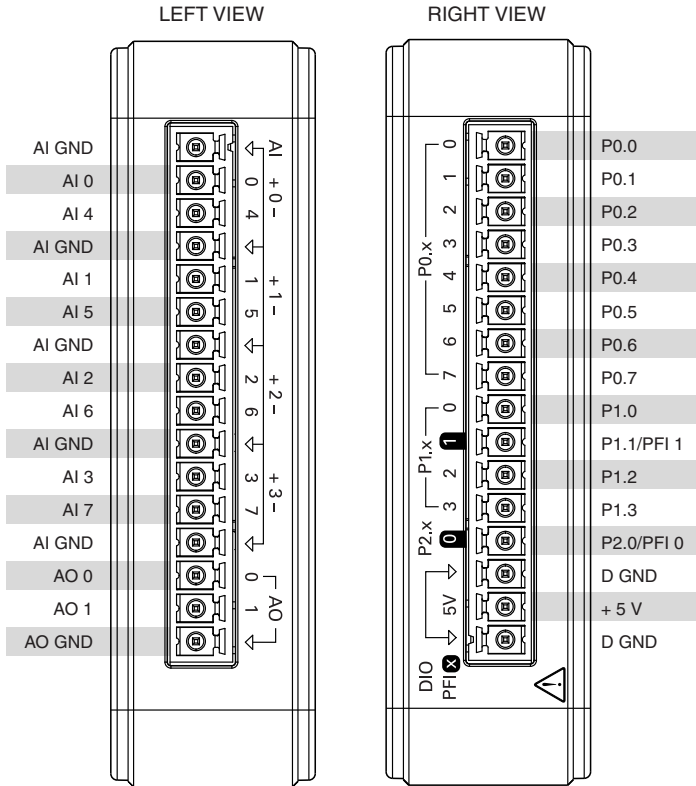 LEFT VIEW
AI GND
AI 0
AI 4
AI GND
AI 1
AI 5
AI GND
AI 2
AI 6
AI GND
AI 3
AI 7
AI GND
AO 0
AO 1
AO GND
AI
0 + 0 -
4
1 + 1 -
5
2 + 2 -
6
3 + 3 -
7
0 AO
1
RIGHT VIEW
P0.x
0
1
2
3
4
5
6
7
P1.x
0
1
2
3
P2.x
0
5V
DIO
PFI X
P0.0
P0.1
P0.2
P0.3
P0.4
P0.5
P0.6
P0.7
P1.0
P1.1/PFI 1
P1.2
P1.3
P2.0/PFI 0
D GND
+ 5 V
D GND